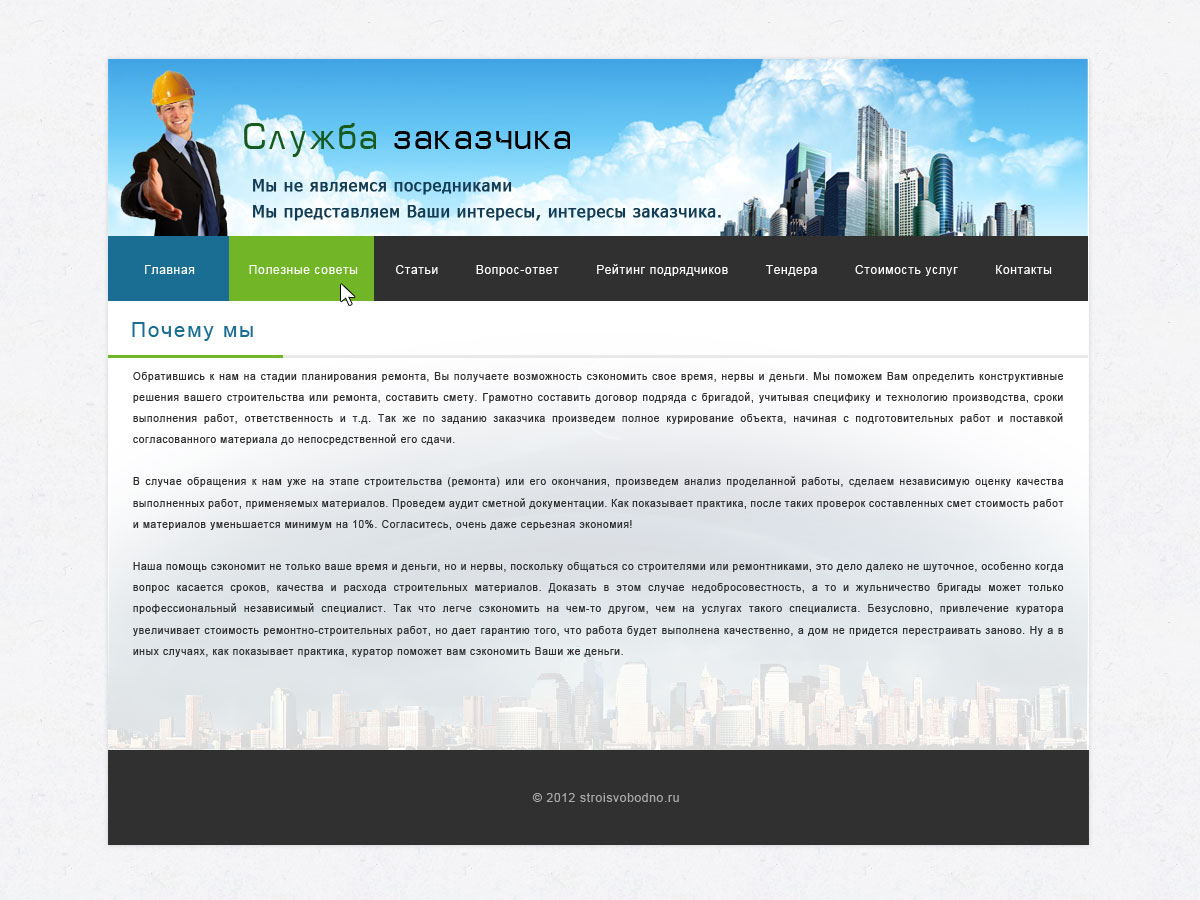 Служба заказчика
Мы не являемся посредниками
Мы представляем Ваши интересы, интересы заказчика.
Главная Полезные советы Статьи Вопрос-ответ Рейтинг подрядчиков Тендера Стоимость услуг Контакты
Почему мы
Обратившись к нам на стадии планирования ремонта, Вы получаете возможность сэкономить свое время, нервы и деньги. Мы поможем Вам определить конструктивные
решения вашего строительства или ремонта, составить смету. Грамотно составить договор подряда с бригадой, учитывая специфику и технологию производства, сроки
выполнения работ, ответственность и т.д. Так же по заданию заказчика произведем полное курирование объекта, начиная с подготовительных работ и поставкой
согласованного материала до непосредственной его сдачи.
В случае обращения к нам уже на этапе строительства (ремонта) или его окончания, произведем анализ проделанной работы, сделаем независимую оценку качества
выполненных работ, применяемых материалов. Проведем аудит сметной документации. Как показывает практика, после таких проверок составленных смет стоимость работ
и материалов уменьшается минимум на 10%. Согласитесь, очень даже серьезная экономия!
Наша помощь сэкономит не только ваше время и деньги, но и нервы, поскольку общаться со строителями или ремонтниками, это дело далеко не шуточное, особенно когда
вопрос касается сроков, качества и расхода строительных материалов. Доказать в этом случае недобросовестность, а то и жульничество бригады может только
профессиональный независимый специалист. Так что легче сэкономить на чем-то другом, чем на услугах такого специалиста. Безусловно, привлечение куратора
увеличивает стоимость ремонтно-строительных работ, но дает гарантию того, что работа будет выполнена качественно, а дом не придется перестраивать заново. Ну а в
иных случаях, как показывает практика, куратор поможет вам сэкономить Ваши же деньги.
© 2012 stroisvobodno.ru